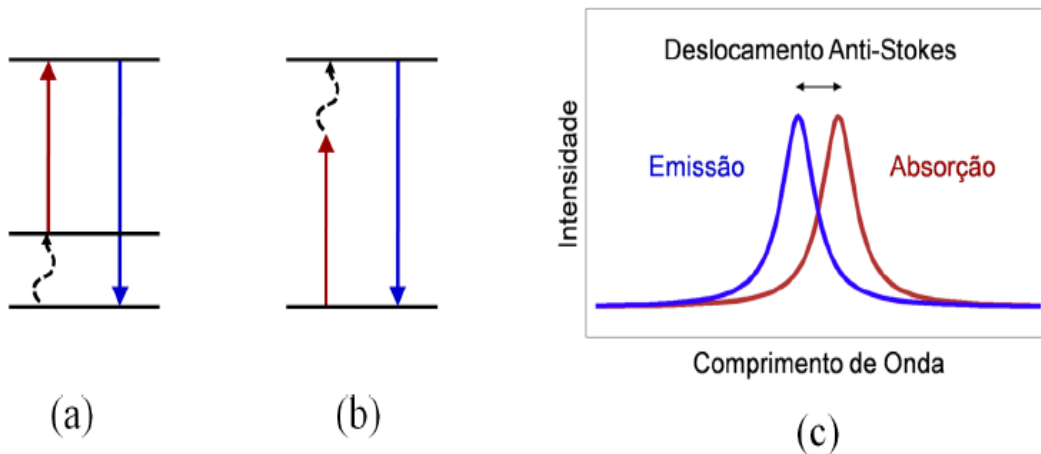 Deslocamento Anti-Stokes
Intensidade
Emissão
Absorção
Comprimento de Onda
(a)
(b)
(c)